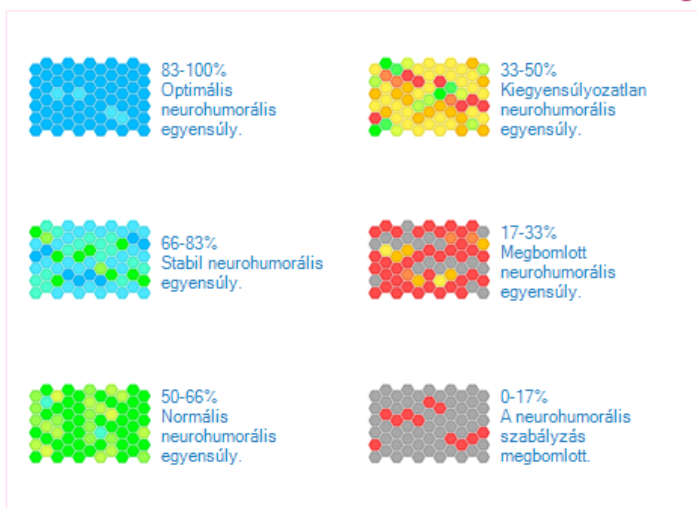 83-100%
Optimális
neurohumorális
egyensúly.
66-83%
Stabil neurohumorális
egyensúly.
50-66%
Normális
neurohumorális
egyensúly.
33-50%
Kiegyensúlyozatlan
neurohumorális
egyensúly.
17-33%
Megbomlott
neurohumorális
egyensúly.
0-17%
A neurohumorális
szabályzás
megbomlott.